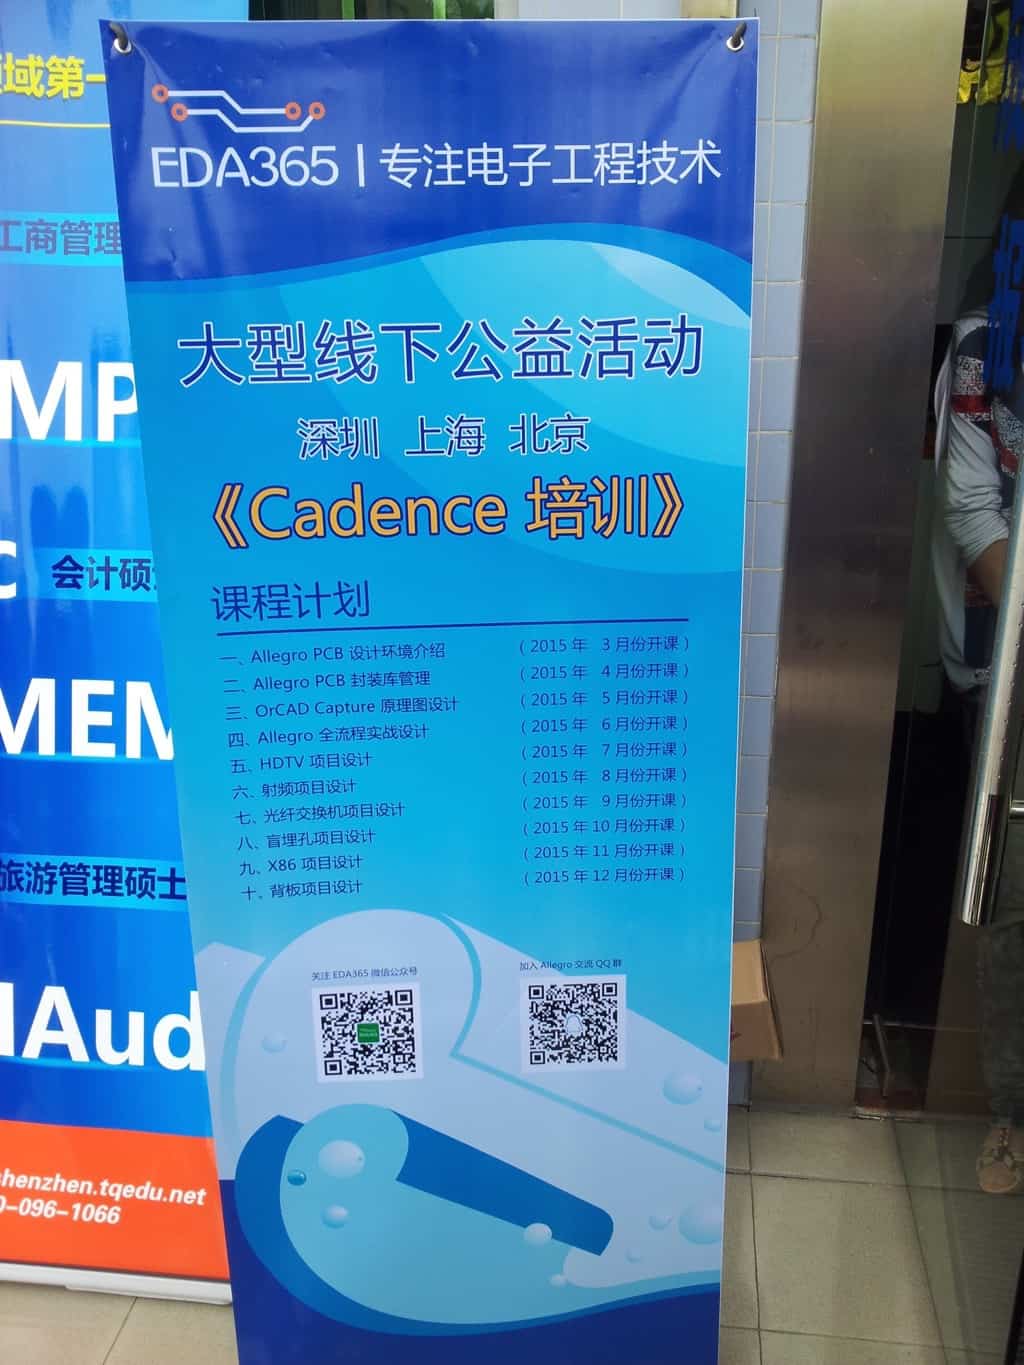 EDA365 | 专注电子工程技术
大型线下公益活动
深圳 上海 北京
《Cadence 培训》
课程计划
一、Allegro PCB 设计环境介绍 （2015 年 3 月份开课）
二、Allegro PCB 封装库管理 （2015 年 4 月份开课）
三、OrCAD Capture 原理图设计 （2015 年 5 月份开课）
四、Allegro 全流程实战设计 （2015 年 6 月份开课）
五、HDTV 项目设计 （2015 年 7 月份开课）
六、射频项目设计 （2015 年 8 月份开课）
七、光纤交换机项目设计 （2015 年 9 月份开课）
八、盲埋孔项目设计 （2015 年 10 月份开课）
九、X86 项目设计 （2015 年 11 月份开课）
十、背板项目设计 （2015 年 12 月份开课）
关注 EDA365 微信公众号
加入 Allegro 交流 QQ 群
域第一
工商管理
MP
C
会计硕
MEM
旅游管理硕士
Aud
shenzhen.tqedu.net
0-096-1066